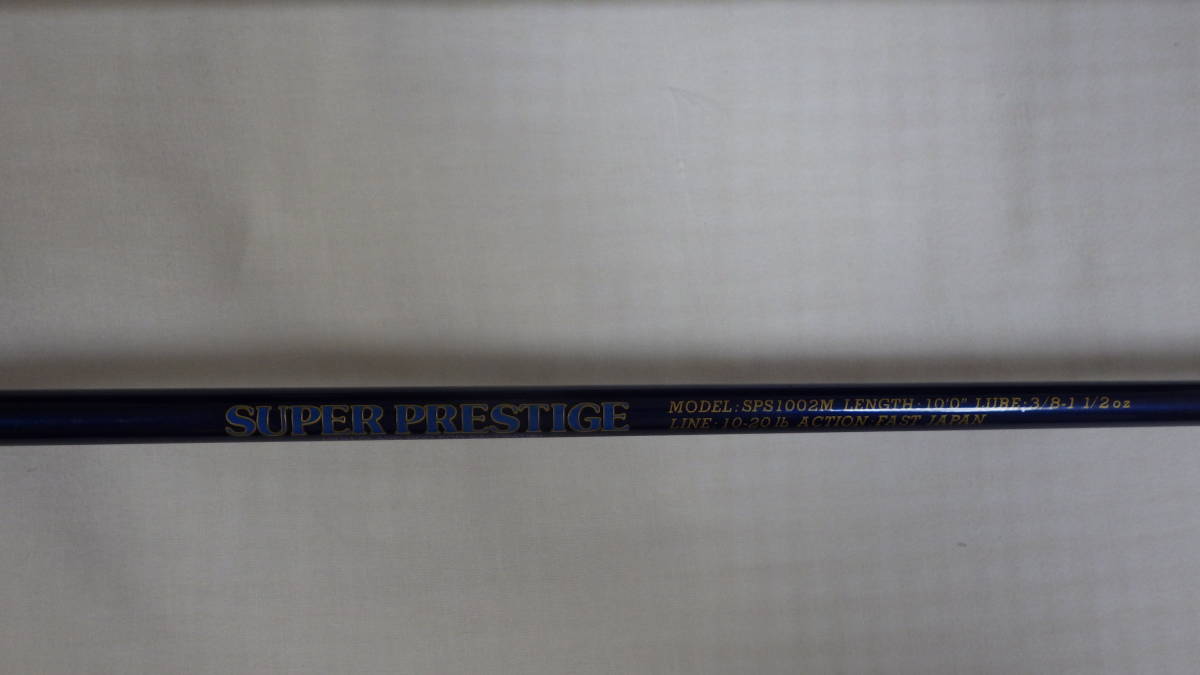 SUPER PRESTIGE
MODEL:SPS1002M LENGTH·10'0" LURE:3/8-1 1/2oz
LINE·10-20lb ACTION·FAST JAPAN